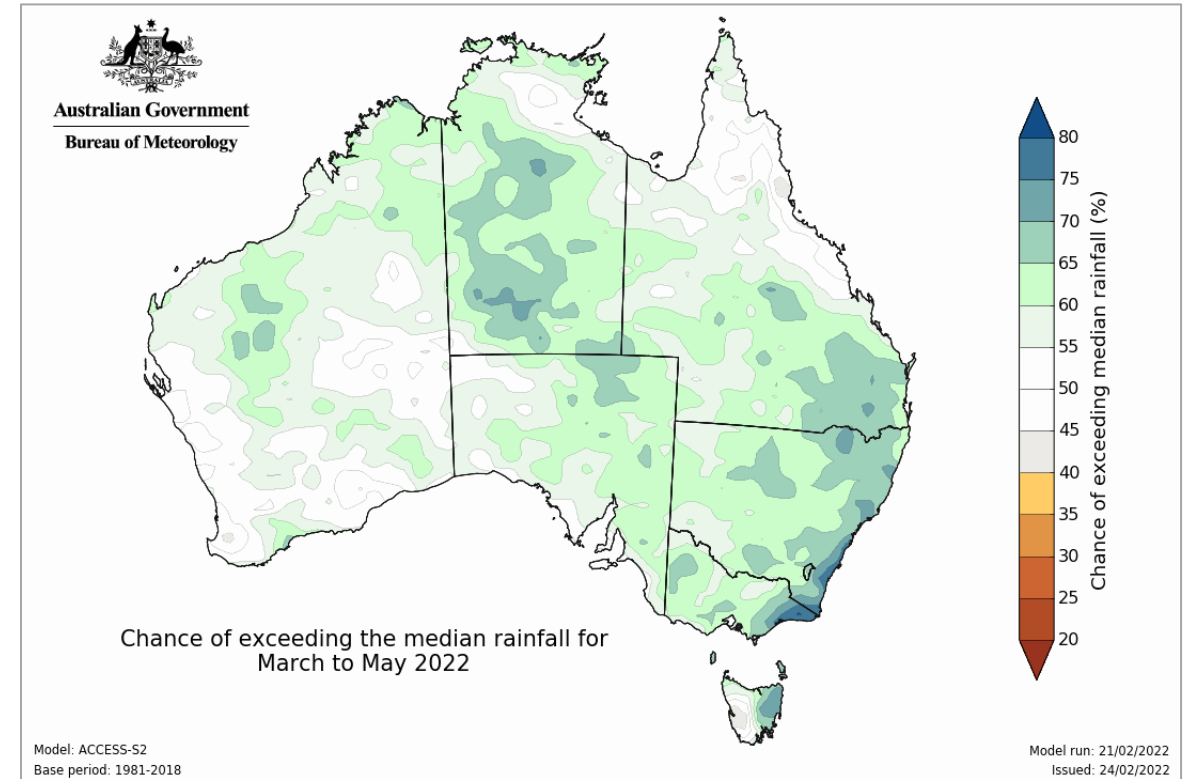 Australian Government
Bureau of Meteorology
80
75
70
65
60
55
50
45
40
35
30
25
20
Chance of exceeding median rainfall (%)
Chance of exceeding the median rainfall for
March to May 2022
Model: ACCESS-S2
Base period: 1981-2018
Model run: 21/02/2022
Issued: 24/02/2022